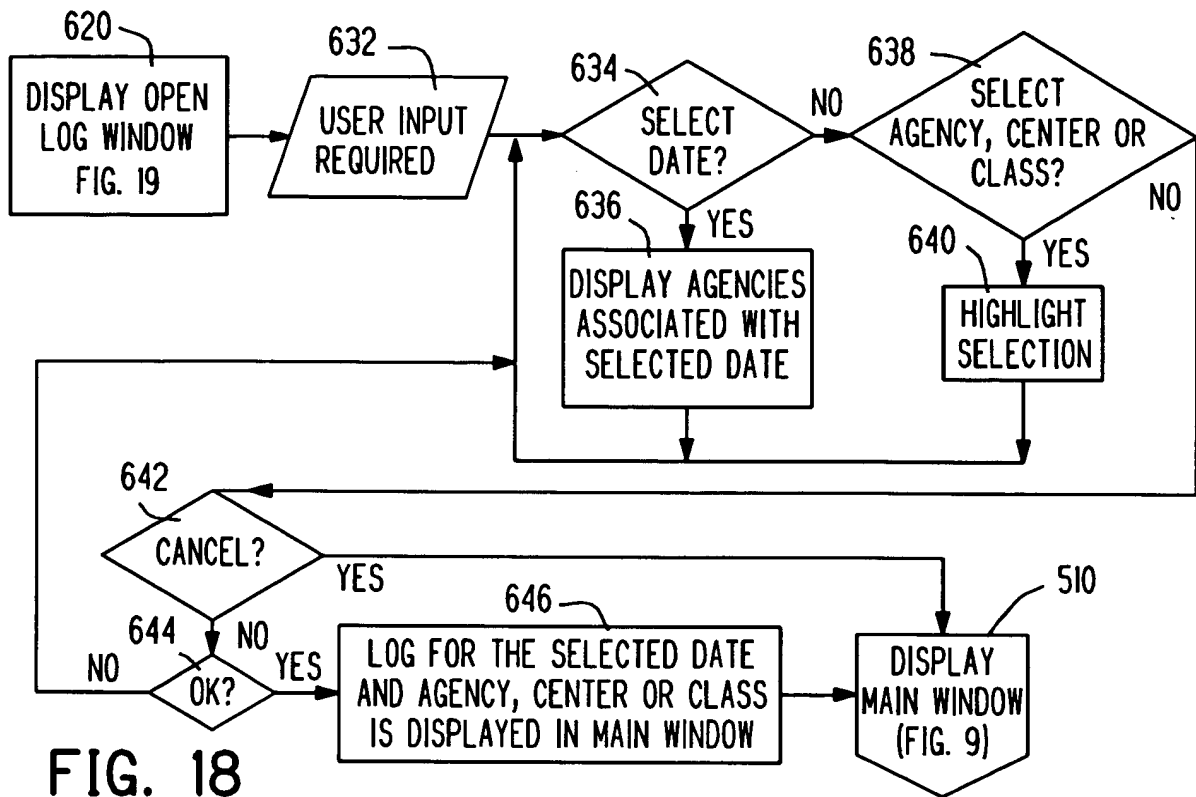 620
DISPLAY OPEN
LOG WINDOW
FIG. 19
632
USER INPUT
REQUIRED
634
SELECT
DATE?
NO
YES
638
SELECT
AGENCY, CENTER OR
CLASS?
NO
YES
636
DISPLAY AGENCIES
ASSOCIATED WITH
SELECTED DATE
640
HIGHLIGHT
SELECTION
642
CANCEL?
YES
NO
644
OK?
NO
YES
646
LOG FOR THE SELECTED DATE
AND AGENCY, CENTER OR CLASS
IS DISPLAYED IN MAIN WINDOW
510
DISPLAY
MAIN WINDOW
(FIG. 9)
FIG. 18